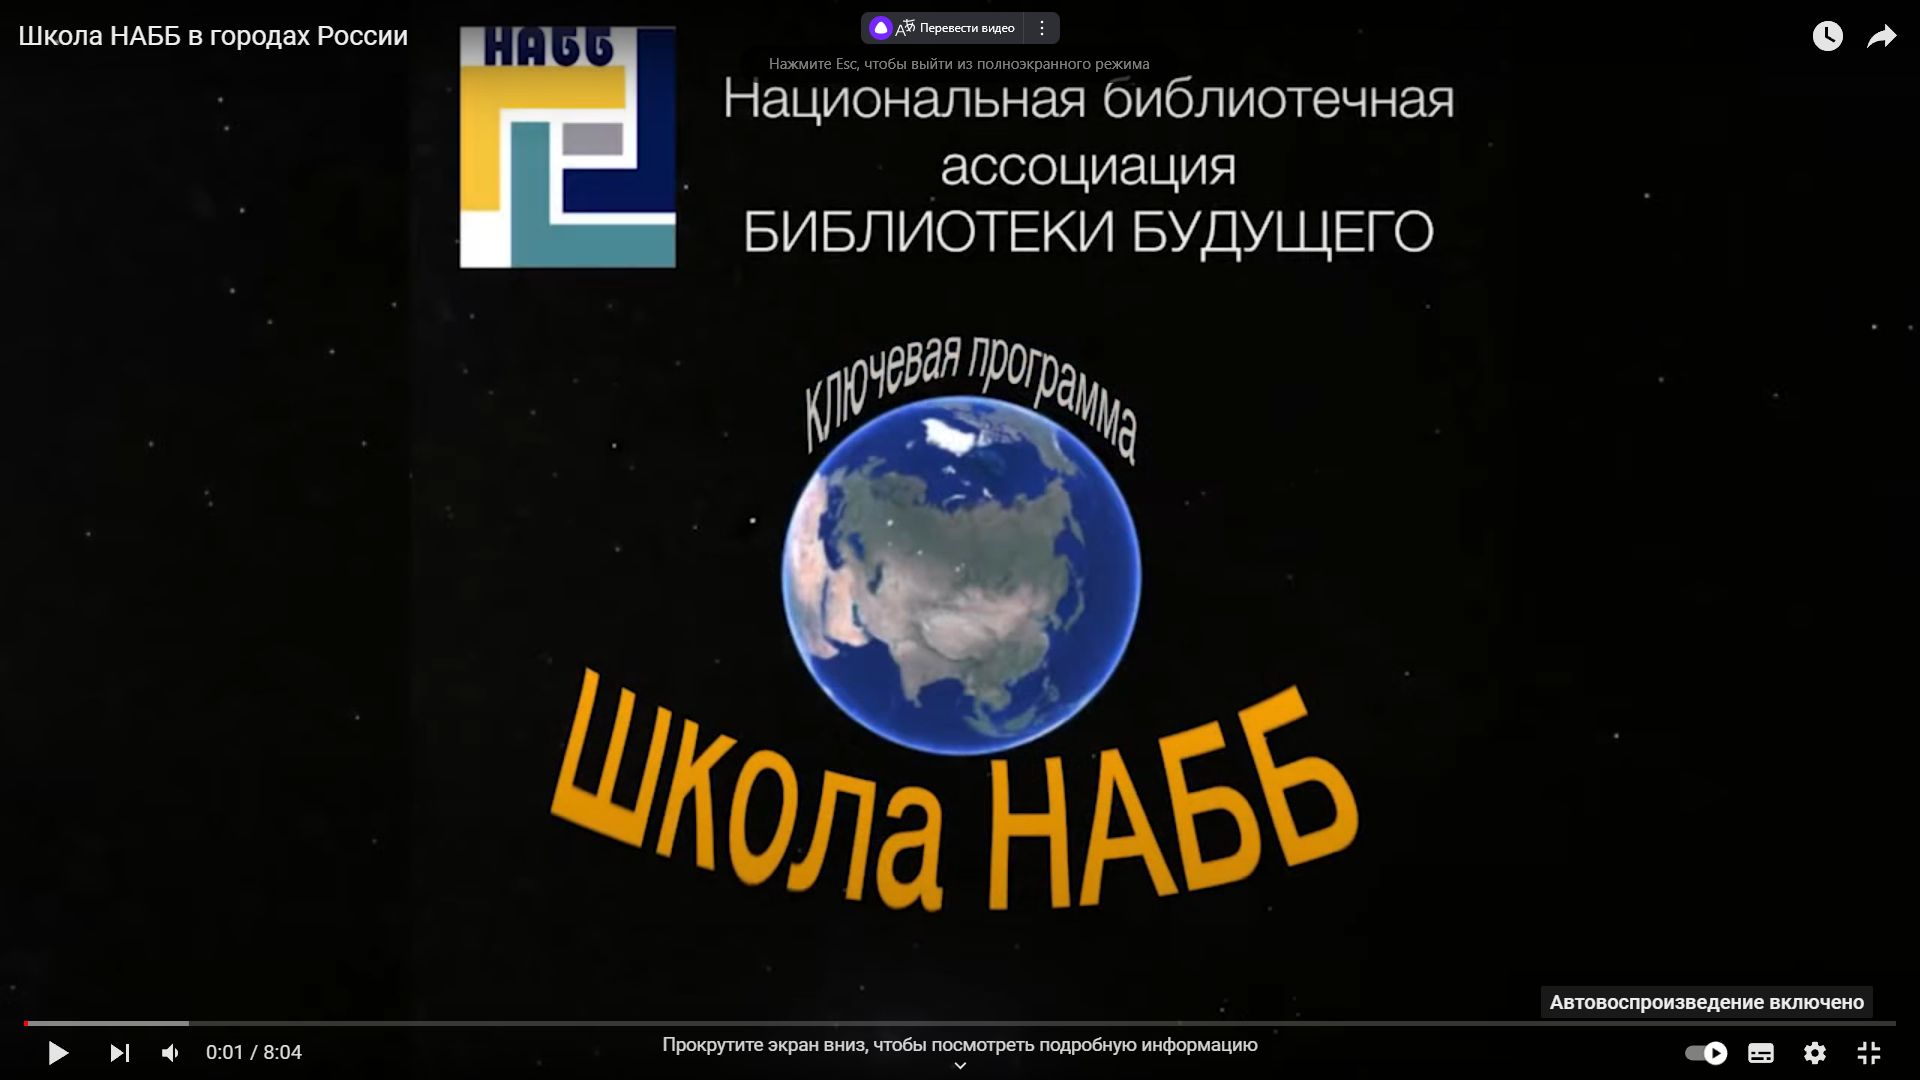 Школа НАББ в городах России
Перевести видео
Нажмите Esc, чтобы выйти из полноэкранного режима
НАББ
Национальная библиотечная
ассоциация
БИБЛИОТЕКИ БУДУЩЕГО
ключевая программа
Школа НАББ
Автовоспроизведение включено
0:01 / 8:04
Прокрутите экран вниз, чтобы посмотреть подробную информацию